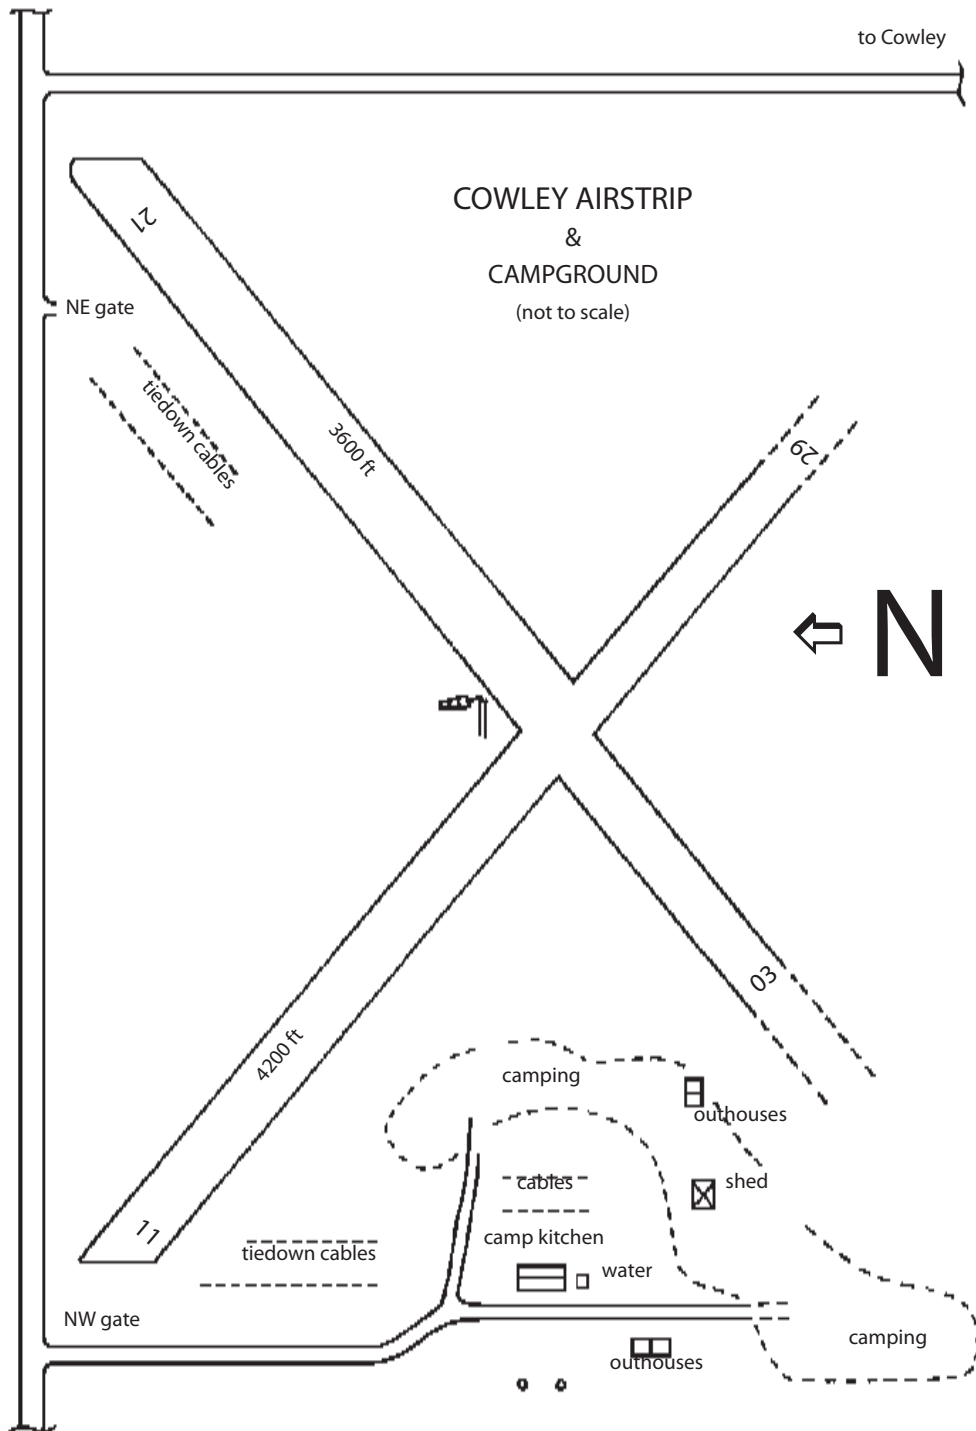 to Cowley
COWLEY AIRSTRIP
&
CAMPGROUND
(not to scale)
21
NE gate
tiedown cables
3600 ft
29
N
03
4200 ft
camping
outhouses
cables
shed
camp kitchen
11
tiedown cables
water
NW gate
camping
outhouses